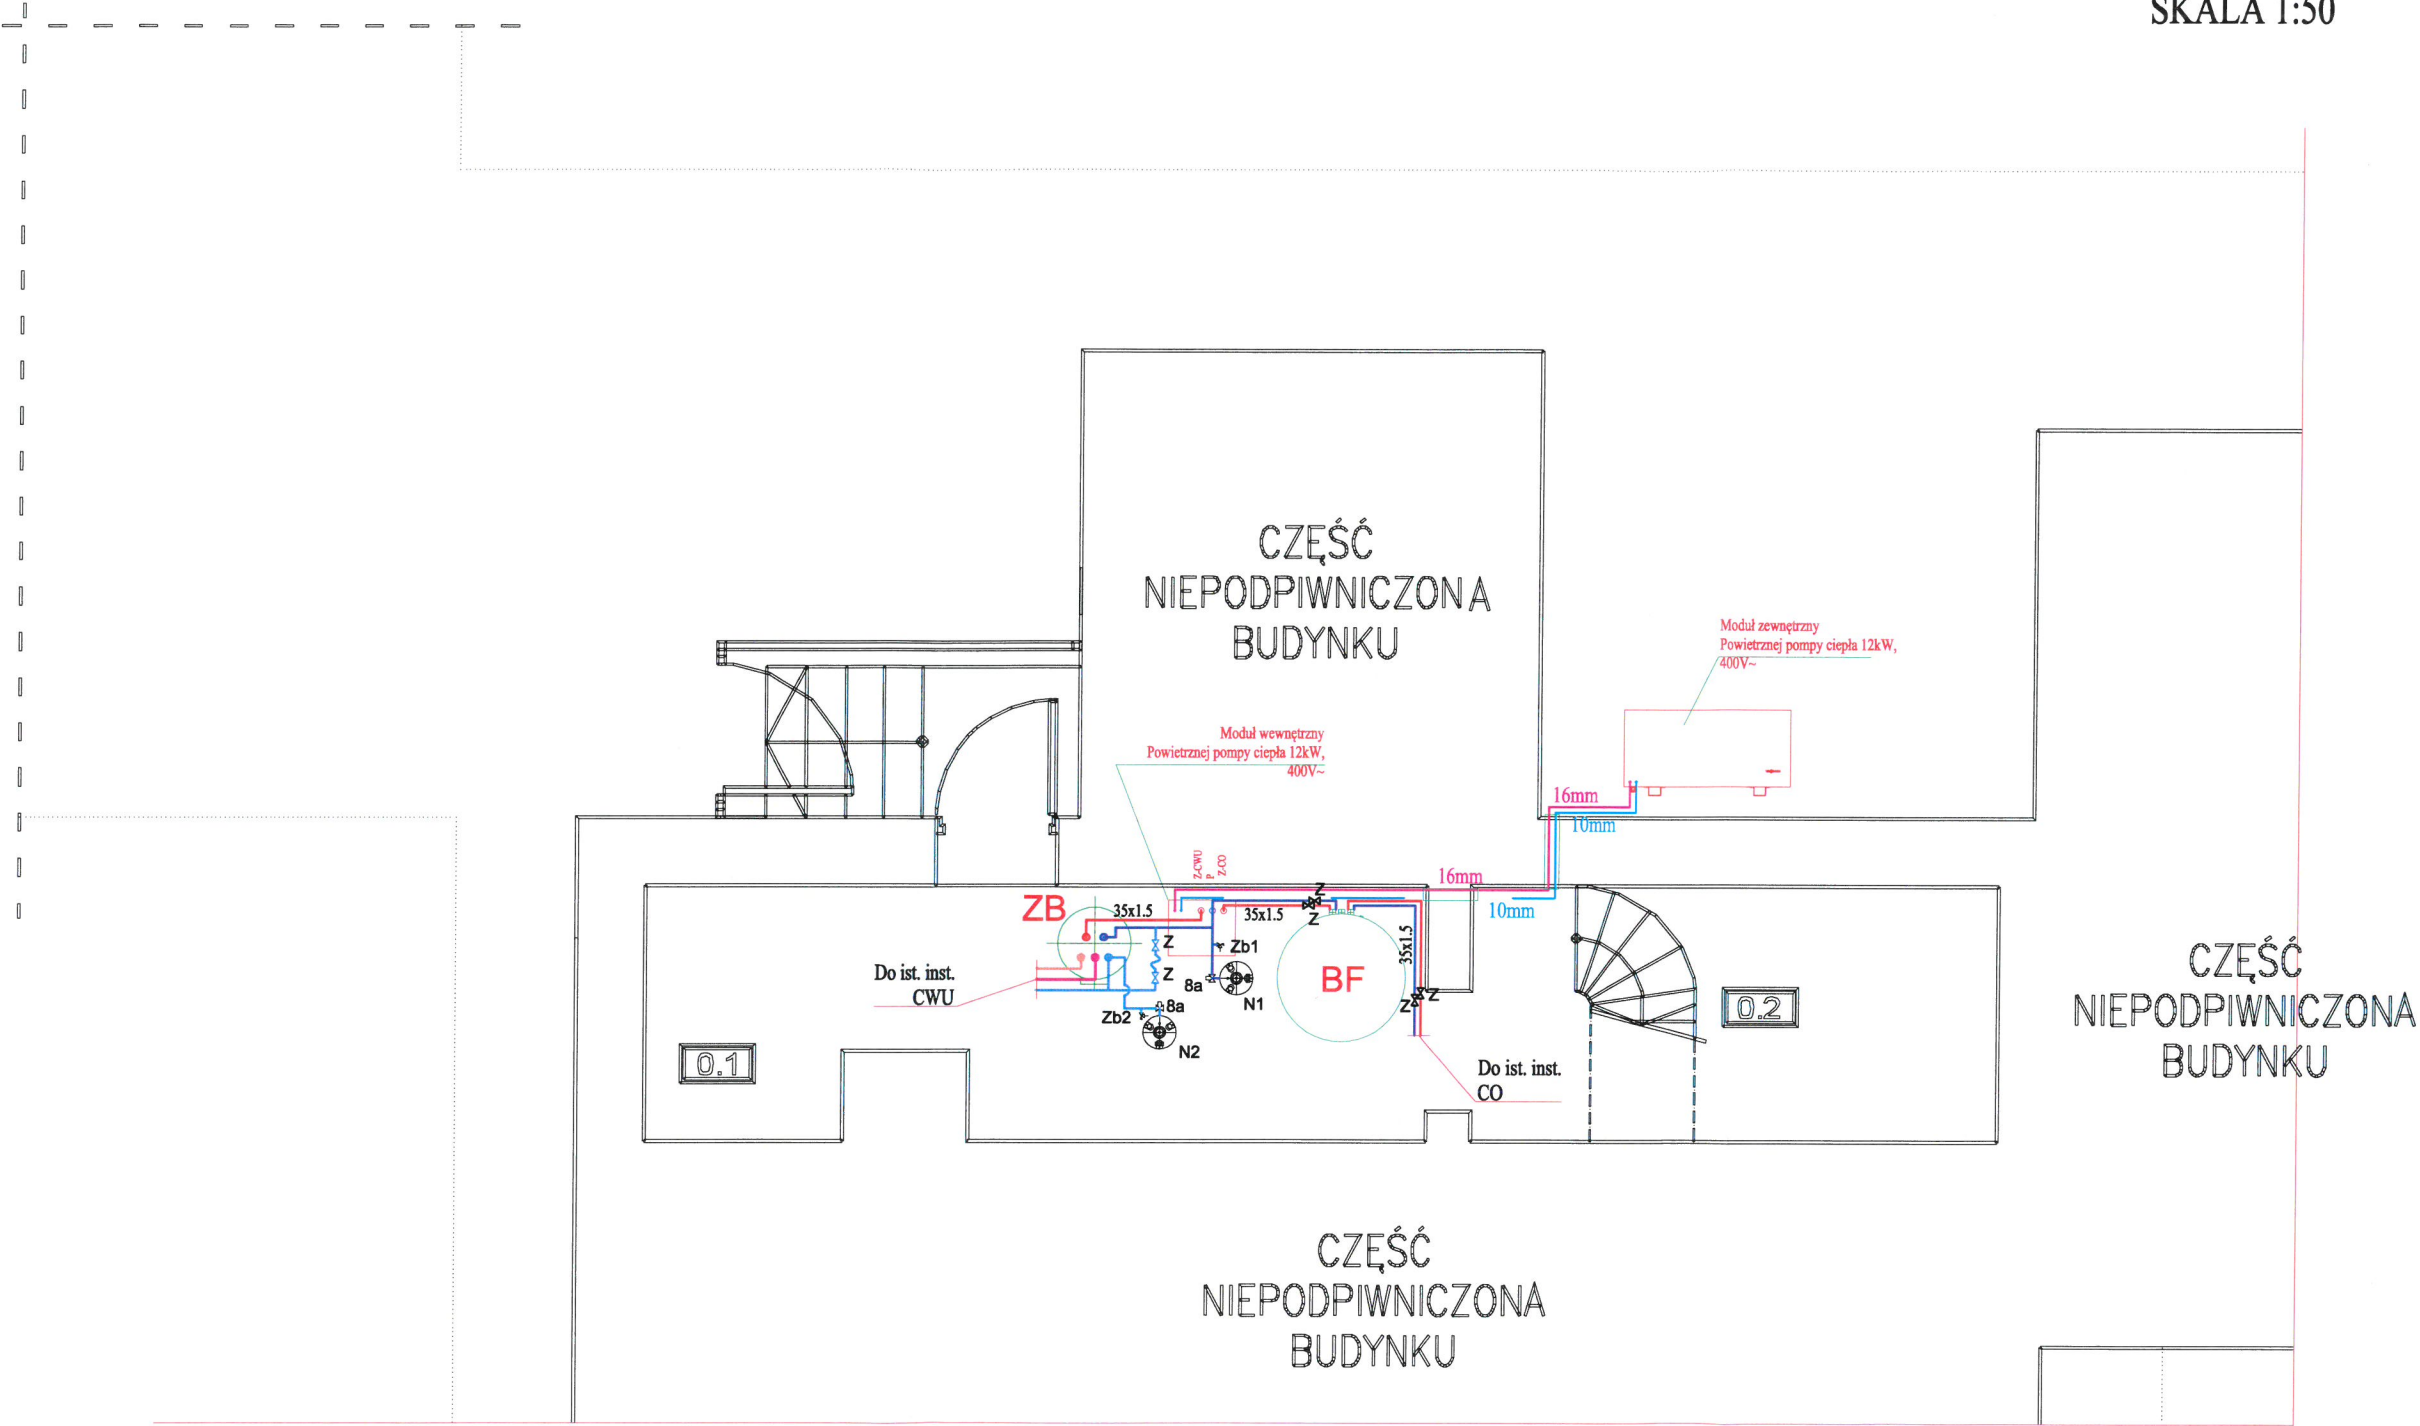 SKALA 1:50
CZĘŚĆ
NIEPODPIWNICZONA
BUDYNKU
Moduł zewnętrzny
Powietrznej pompy ciepła 12kW,
400V~
Moduł wewnętrzny
Powietrznej pompy ciepła 12kW,
400V~
16mm
10mm
Z-CWU
P
Z-CO
16mm
10mm
ZB
35x1.5
35x1.5
Z
Z
35x1.5
Z
Z
Zb1
8a
N1
BF
Z
Z
Do ist. inst.
CWU
Zb2
8a
N2
0.1
0.2
Do ist. inst.
CO
CZĘŚĆ
NIEPODPIWNICZONA
BUDYNKU
CZĘŚĆ
NIEPODPIWNICZONA
BUDYNKU